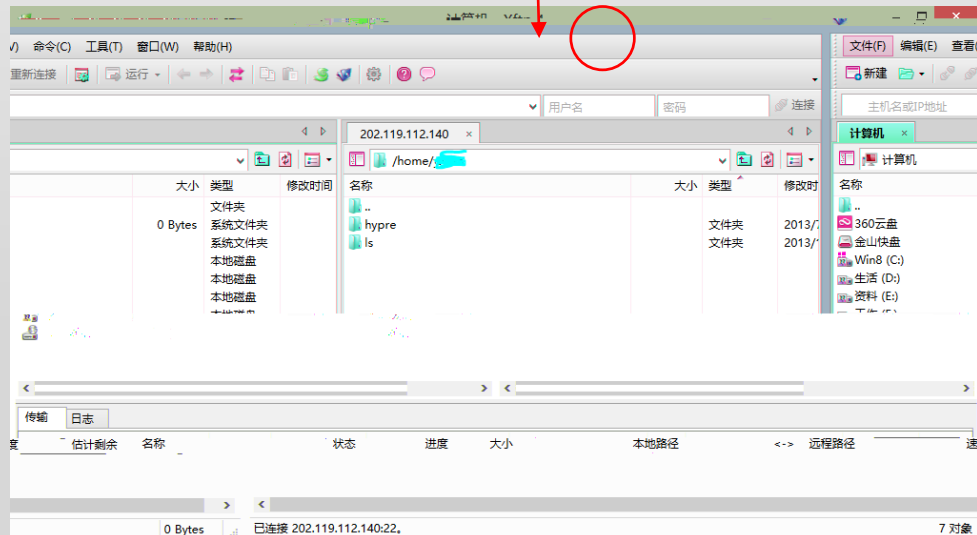 计算机
V) 命令(C) 工具(T) 窗口(W) 帮助(H) 文件(F) 编辑(E) 查看(
重新连接 运行 新建
用户名 密码 连接 主机名或IP地址
202.119.112.140 × 计算机 ×
/home/ 计算机
大小 类型 修改时间 名称 大小 类型 修改时 名称
文件夹 .. ..
0 Bytes 系统文件夹 hypre 文件夹 2013/7 360云盘
系统文件夹 ls 文件夹 2013/ 金山快盘
本地磁盘 Win8 (C:)
本地磁盘 生活 (D:)
本地磁盘 资料 (E:)
传输 日志
度 估计剩余 名称 状态 进度 大小 本地路径 <-> 远程路径 速
0 Bytes 已连接 202.119.112.140:22。 7 对象